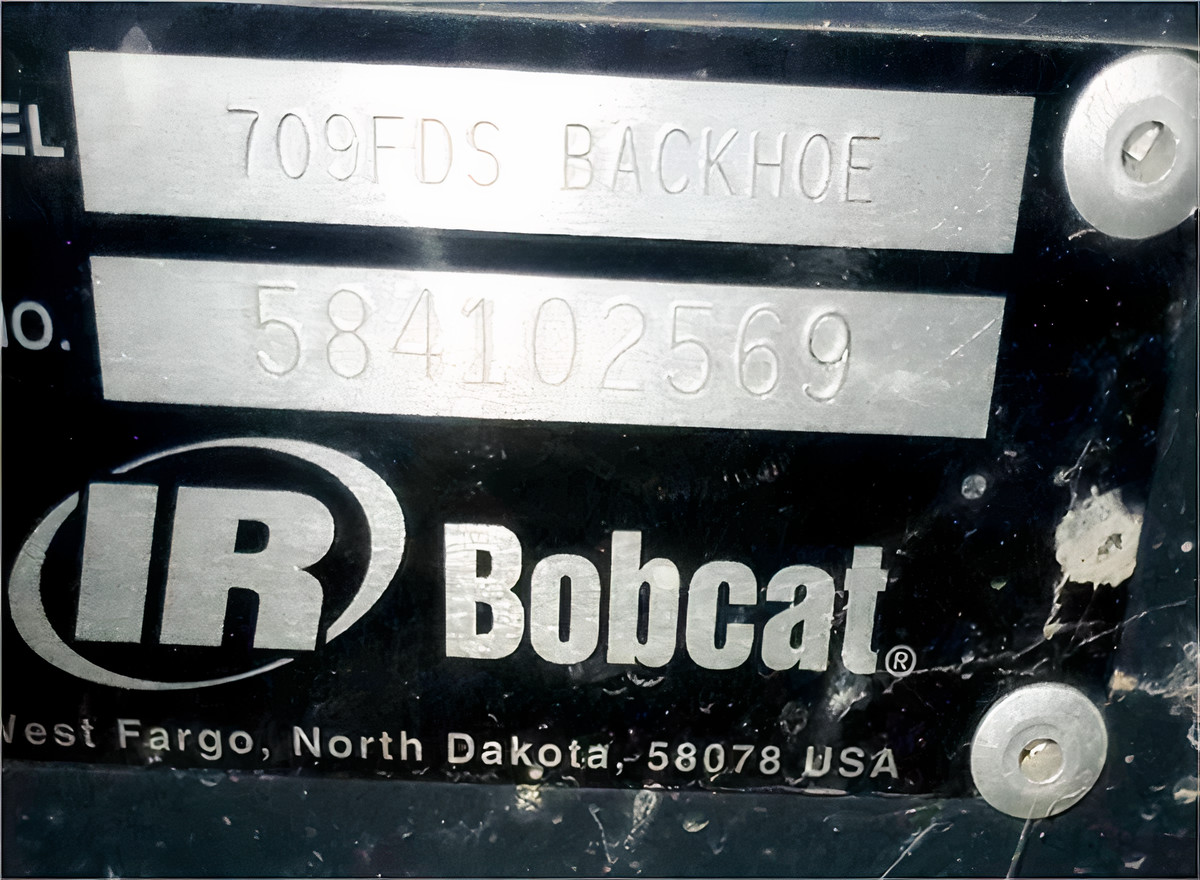 EL 709FDS BACKHOE
NO. 584102569
IR Bobcat®
West Fargo, North Dakota, 58078 USA